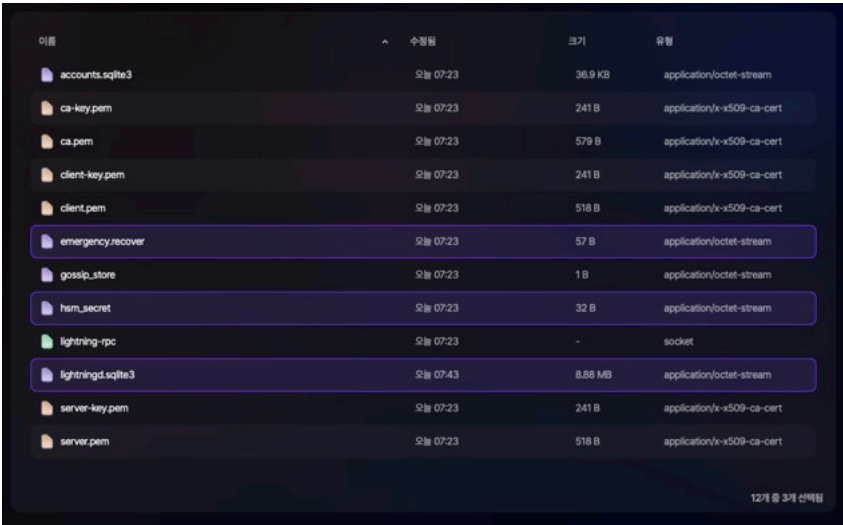 이름 수정됨 크기 유형
accounts.sqlite3 오늘 07:23 36.9 KB application/octet-stream
ca-key.pem 오늘 07:23 241 B application/x-x509-ca-cert
ca.pem 오늘 07:23 579 B application/x-x509-ca-cert
client-key.pem 오늘 07:23 241 B application/x-x509-ca-cert
client.pem 오늘 07:23 518 B application/x-x509-ca-cert
emergency.recover 오늘 07:23 57 B application/octet-stream
gossip_store 오늘 07:23 1 B application/octet-stream
hsm_secret 오늘 07:23 32 B application/octet-stream
lightning-rpc 오늘 07:23 - socket
lightningd.sqlite3 오늘 07:43 8.88 MB application/octet-stream
server-key.pem 오늘 07:23 241 B application/x-x509-ca-cert
server.pem 오늘 07:23 518 B application/x-x509-ca-cert
12개 중 3개 선택됨